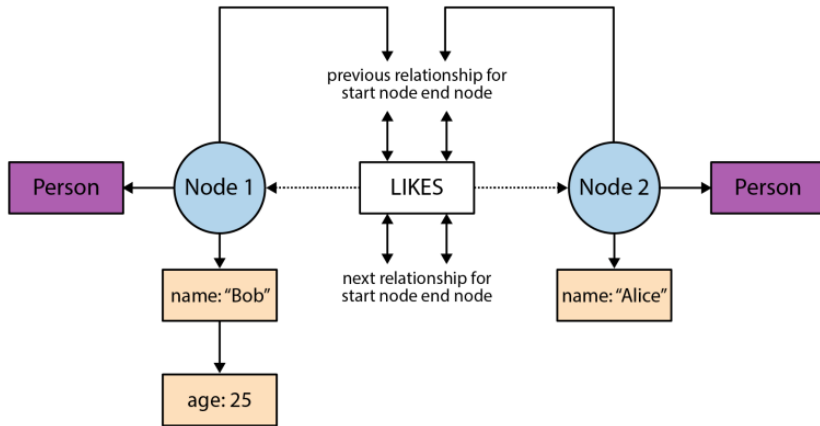 previous relationship for
start node end node
Person
Node 1
LIKES
Node 2
Person
name: “Bob”
next relationship for
start node end node
name: “Alice”
age: 25